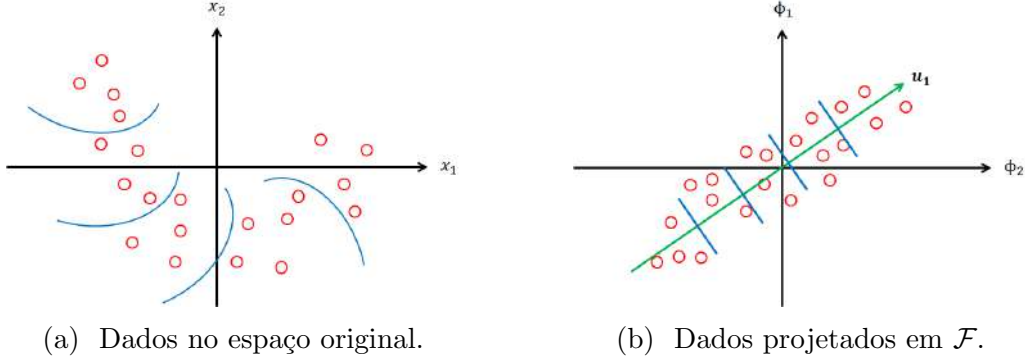 x₂
x₁
(a) Dados no espaço original.
ϕ₁
u₁
ϕ₂
(b) Dados projetados em ℱ.